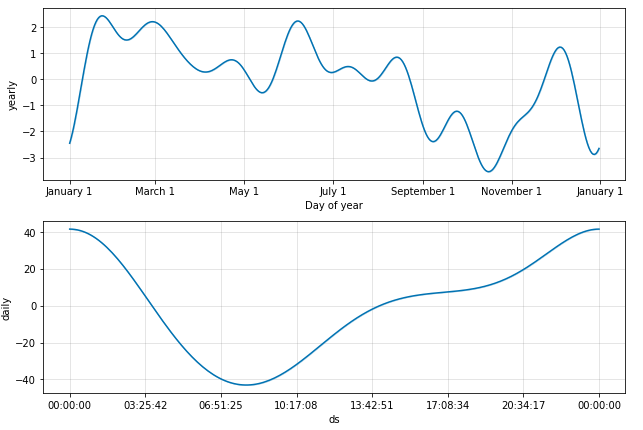 2
1
0
−1
−2
−3
yearly
January 1 March 1 May 1 July 1 September 1 November 1 January 1
Day of year
40
20
0
−20
−40
daily
00:00:00 03:25:42 06:51:25 10:17:08 13:42:51 17:08:34 20:34:17 00:00:00
ds